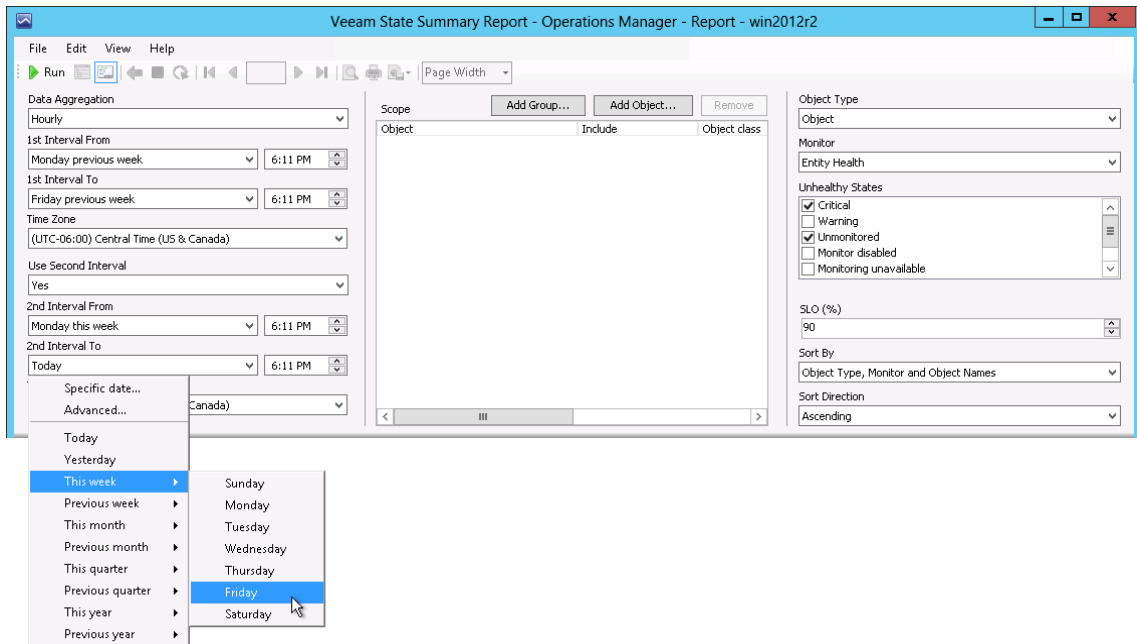 Veeam State Summary Report - Operations Manager - Report - win2012r2
File Edit View Help
Run Page Width
Data Aggregation
Hourly
1st Interval From
Monday previous week 6:11 PM
1st Interval To
Friday previous week 6:11 PM
Time Zone
(UTC-06:00) Central Time (US & Canada)
Use Second Interval
Yes
2nd Interval From
Monday this week 6:11 PM
2nd Interval To
Today 6:11 PM
Canada)
Specific date...
Advanced...
Today
Yesterday
This week
Previous week
This month
Previous month
This quarter
Previous quarter
This year
Previous year
Sunday
Monday
Tuesday
Wednesday
Thursday
Friday
Saturday
Scope Add Group... Add Object... Remove
Object Include Object class
Object Type
Object
Monitor
Entity Health
Unhealthy States
Critical
Warning
Unmonitored
Monitor disabled
Monitoring unavailable
SLO (%)
90
Sort By
Object Type, Monitor and Object Names
Sort Direction
Ascending